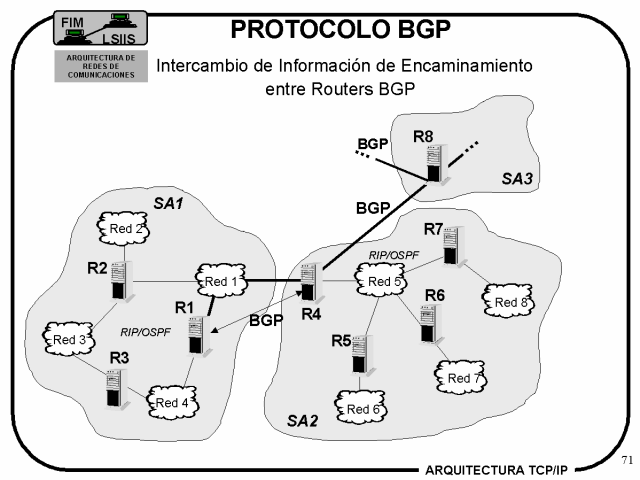 FIM
LSIIS
PROTOCOLO BGP
ARQUITECTURA DE
REDES DE
COMUNICACIONES
Intercambio de Información de Encaminamiento
entre Routers BGP
BGP
R8
SA3
BGP
SA1
Red 2
R7
RIP/OSPF
R2
Red 1
Red 5
R1
R4
BGP
R6
Red 8
RIP/OSPF
Red 3
R5
R3
Red 7
Red 4
Red 6
SA2
71
ARQUITECTURA TCP/IP